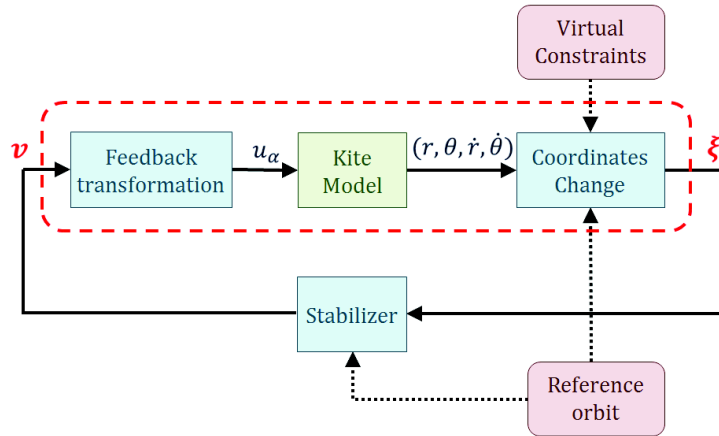 Virtual
Constraints
v
Feedback
transformation
u_α
Kite
Model
(r, θ, ṙ, θ̇)
Coordinates
Change
ξ
Stabilizer
Reference
orbit